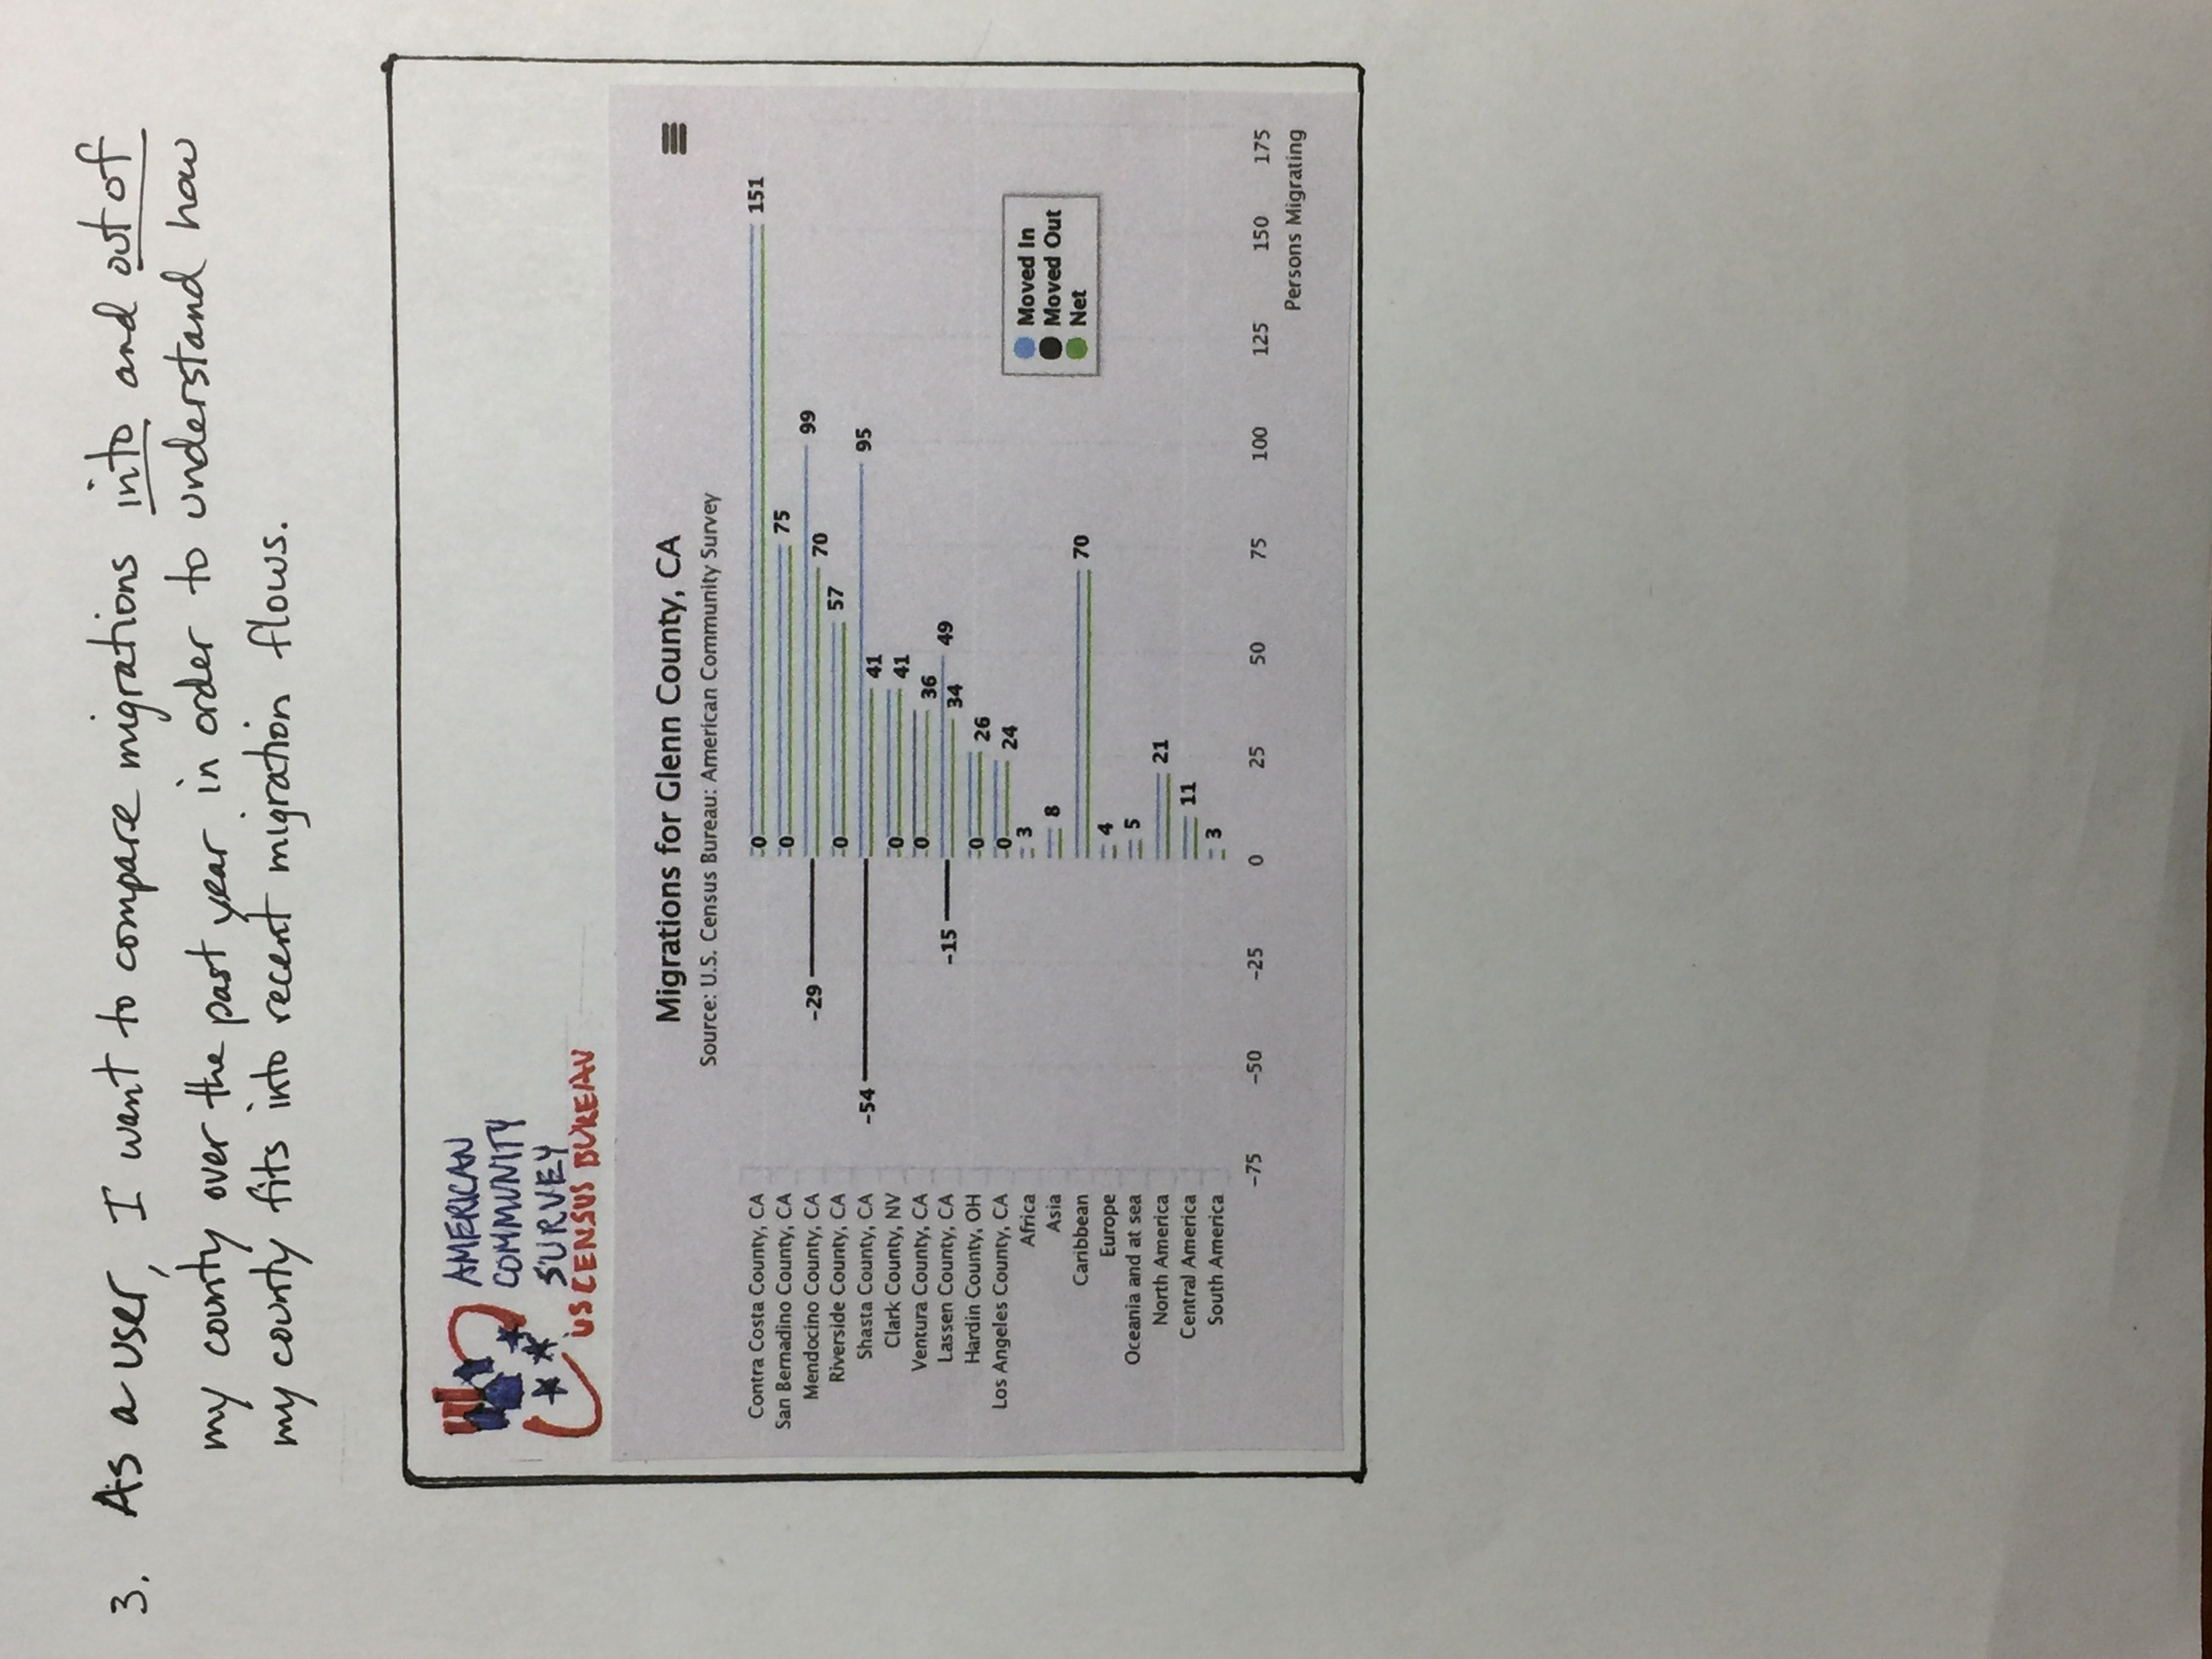 3. As a user, I want to compare migrations into and out of
my county over the past year in order to understand how
my county fits into recent migration flows.
AMERICAN
COMMUNITY
SURVEY
US CENSUS BUREAU
Migrations for Glenn County, CA
Source: U.S. Census Bureau: American Community Survey
Contra Costa County, CA 0 151
San Bernadino County, CA 0 75
Mendocino County, CA -29 99 70
Riverside County, CA 0 57
Shasta County, CA -54 95 41
Clark County, NV 0 41
Ventura County, CA 0 36
Lassen County, CA -15 49 34
Hardin County, OH 0 26
Los Angeles County, CA 0 24
Africa 3
Asia 8
Caribbean 70
Europe 4
Oceania and at sea 5
North America 21
Central America 11
South America 3
Moved In
Moved Out
Net
-75 -50 -25 0 25 50 75 100 125 150 175
Persons Migrating